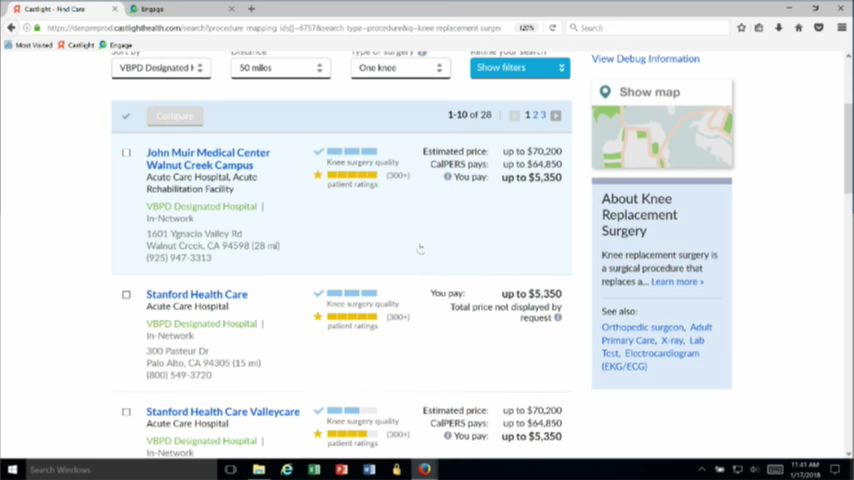 Castlight - Find Care
Engage
https://denpreprod.castlighthealth.com/search?procedure_mapping_ids[]=6757&search_type=procedure&q=knee replacement surger
120%
Search
Most Visited
Castlight
Engage
Sort by
Distance
Type of surgery
Refine your search
VBPD Designated H
50 miles
One knee
Show filters
View Debug Information
Compare
1-10 of 28 | 1 2 3
Show map
John Muir Medical Center
Walnut Creek Campus
Acute Care Hospital, Acute
Rehabilitation Facility
VBPD Designated Hospital |
In-Network
1601 Ygnacio Valley Rd
Walnut Creek, CA 94598 (28 mi)
(925) 947-3313
Knee surgery quality
(300+)
patient ratings
Estimated price: up to $70,200
CalPERS pays: up to $64,850
You pay: up to $5,350
About Knee
Replacement
Surgery
Knee replacement surgery is
a surgical procedure that
replaces a... Learn more »
See also:
Orthopedic surgeon, Adult
Primary Care, X-ray, Lab
Test, Electrocardiogram
(EKG/ECG)
Stanford Health Care
Acute Care Hospital
VBPD Designated Hospital |
In-Network
300 Pasteur Dr
Palo Alto, CA 94305 (15 mi)
(800) 549-3720
Knee surgery quality
(300+)
patient ratings
You pay: up to $5,350
Total price not displayed by
request
Stanford Health Care Valleycare
Acute Care Hospital
VBPD Designated Hospital |
In-Network
Knee surgery quality
(300+)
patient ratings
Estimated price: up to $70,200
CalPERS pays: up to $64,850
You pay: up to $5,350
Search Windows
11:41 AM
1/17/2018